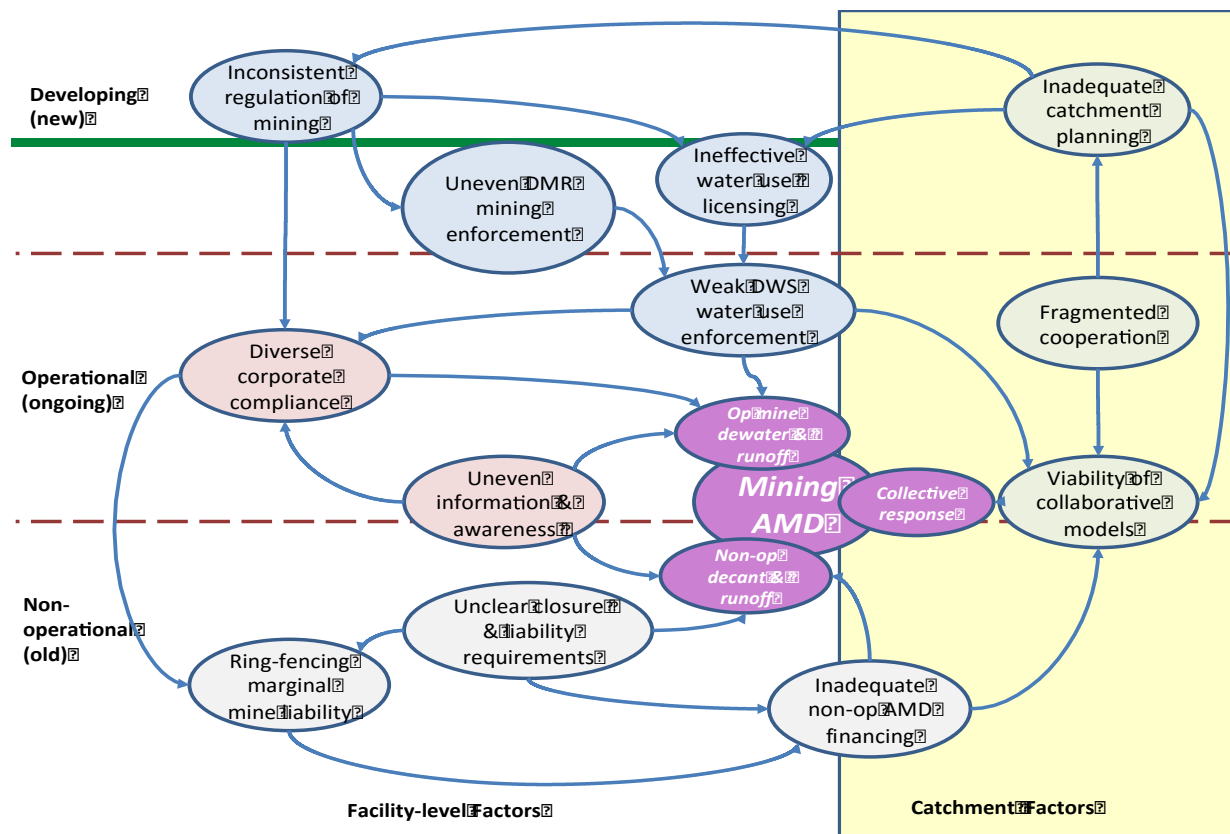 Developing
(new)
Inconsistent
regulation of
mining
Inadequate
catchment
planning
Uneven DMR
mining
enforcement
Ineffective
water use
licensing
Weak DWS
water use
enforcement
Fragmented
cooperation
Operational
(ongoing)
Diverse
corporate
compliance
Op mine
dewater &
runoff
Uneven
information &
awareness
Mining
AMD
Collective
response
Viability of
collaborative
models
Non-op
decant &
runoff
Non-
operational
(old)
Unclear closure
& liability
requirements
Ring-fencing
marginal
mine liability
Inadequate
non-op AMD
financing
Facility-level Factors
Catchment Factors